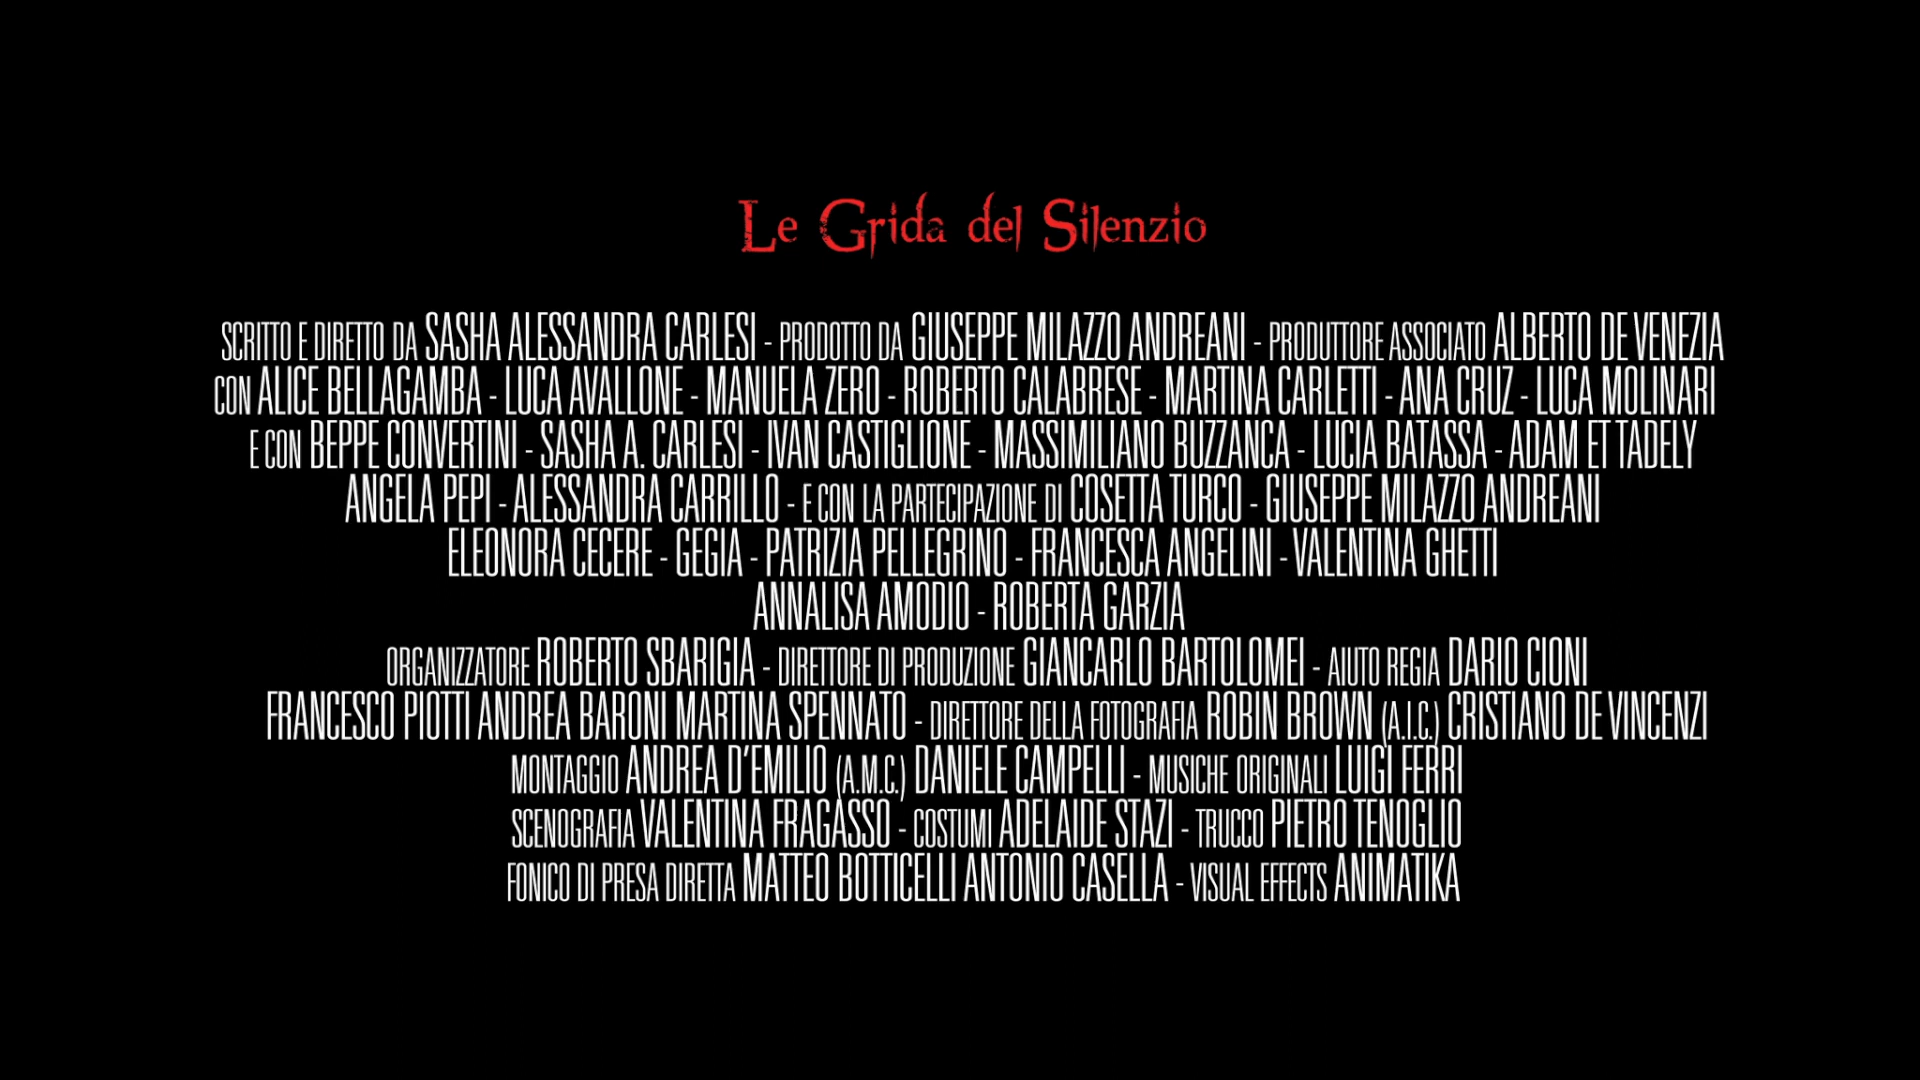 Le Grida del Silenzio
SCRITTO E DIRETTO DA SASHA ALESSANDRA CARLESI - PRODOTTO DA GIUSEPPE MILAZZO ANDREANI - PRODUTTORE ASSOCIATO ALBERTO DE VENEZIA
CON ALICE BELLAGAMBA - LUCA AVALLONE - MANUELA ZERO - ROBERTO CALABRESE - MARTINA CARLETTI - ANA CRUZ - LUCA MOLINARI
E CON BEPPE CONVERTINI - SASHA A. CARLESI - IVAN CASTIGLIONE - MASSIMILIANO BUZZANCA - LUCIA BATASSA - ADAM ET TADELY
ANGELA PEPI - ALESSANDRA CARRILLO - E CON LA PARTECIPAZIONE DI COSETTA TURCO - GIUSEPPE MILAZZO ANDREANI
ELEONORA CECERE - GEGIA - PATRIZIA PELLEGRINO - FRANCESCA ANGELINI - VALENTINA GHETTI
ANNALISA AMODIO - ROBERTA GARZIA
ORGANIZZATORE ROBERTO SBARIGIA - DIRETTORE DI PRODUZIONE GIANCARLO BARTOLOMEI - AIUTO REGIA DARIO CIONI
FRANCESCO PIOTTI ANDREA BARONI MARTINA SPENNATO - DIRETTORE DELLA FOTOGRAFIA ROBIN BROWN (A.I.C.) CRISTIANO DE VINCENZI
MONTAGGIO ANDREA D'EMILIO (A.M.C.) DANIELE CAMPELLI - MUSICHE ORIGINALI LUIGI FERRI
SCENOGRAFIA VALENTINA FRAGASSO - COSTUMI ADELAIDE STAZI - TRUCCO PIETRO TENOGLIO
FONICO DI PRESA DIRETTA MATTEO BOTTICELLI ANTONIO CASELLA - VISUAL EFFECTS ANIMATIKA